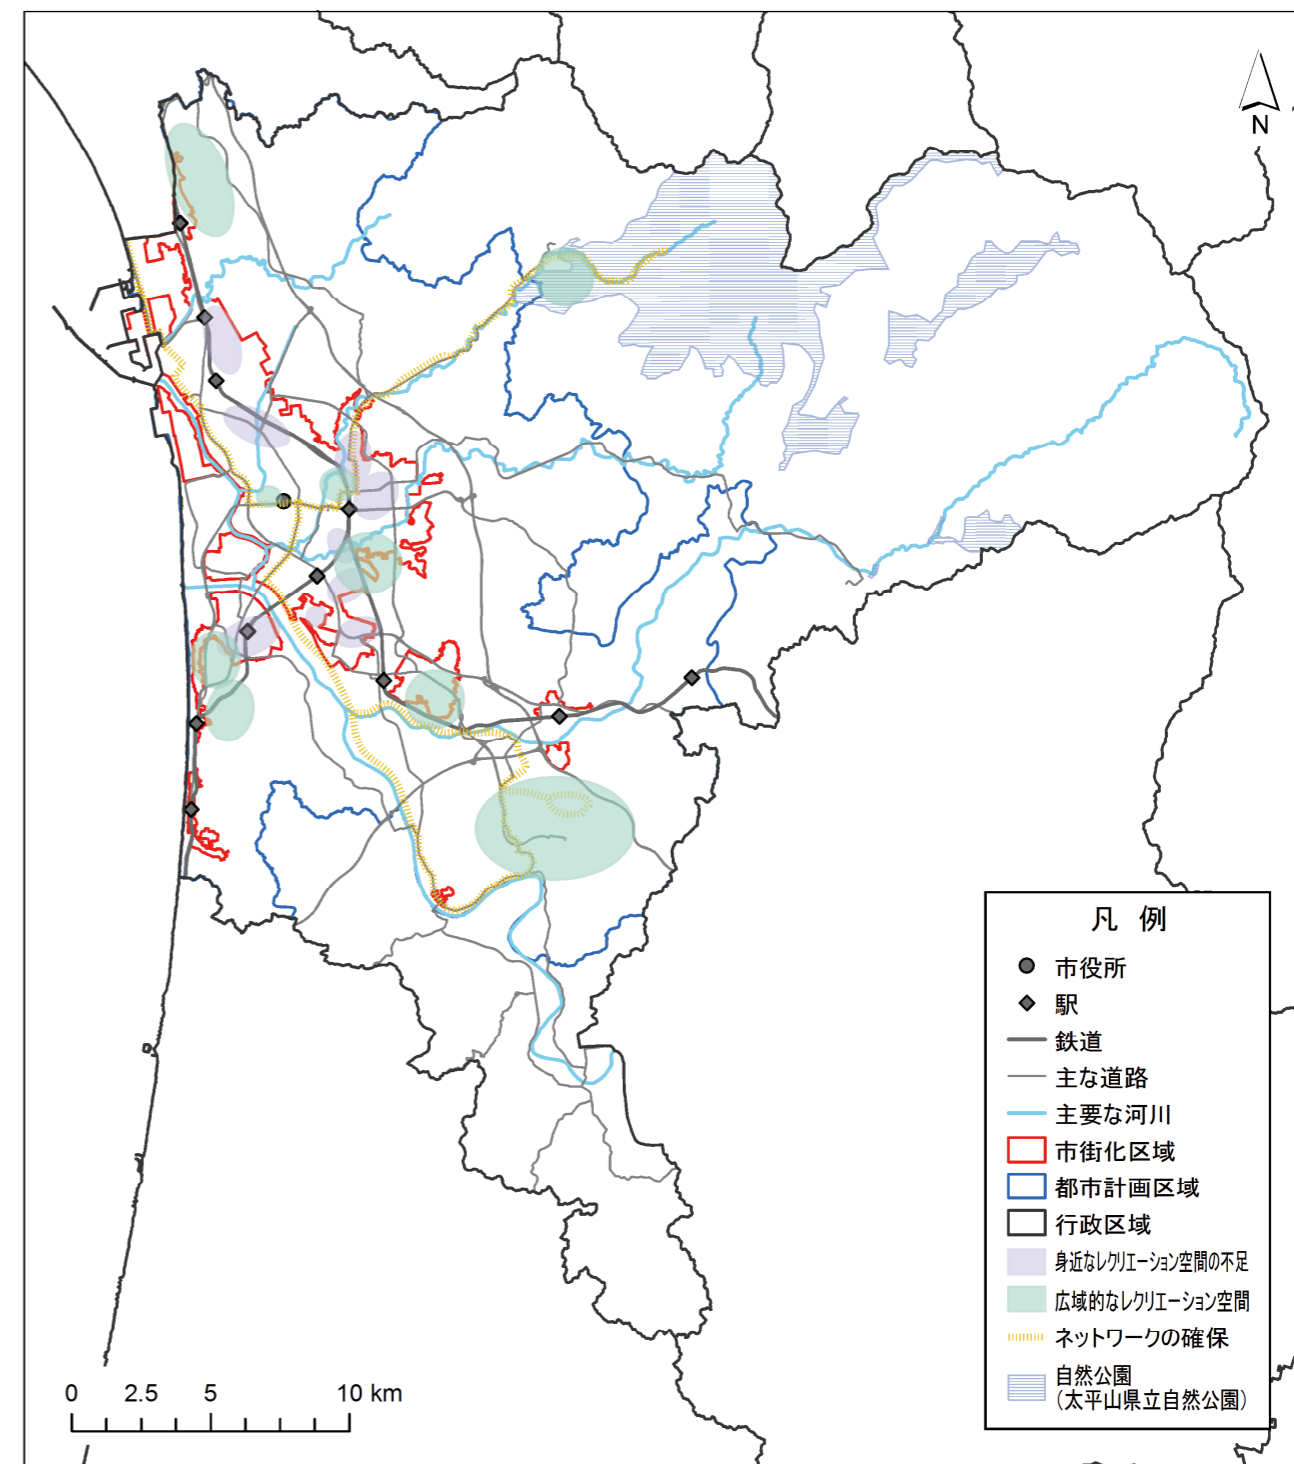 N
凡 例
市役所
駅
鉄道
主な道路
主要な河川
市街化区域
都市計画区域
行政区域
身近なレクリエーション空間の不足
広域的なレクリエーション空間
ネットワークの確保
自然公園
(太平山県立自然公園)
0 2.5 5 10 km